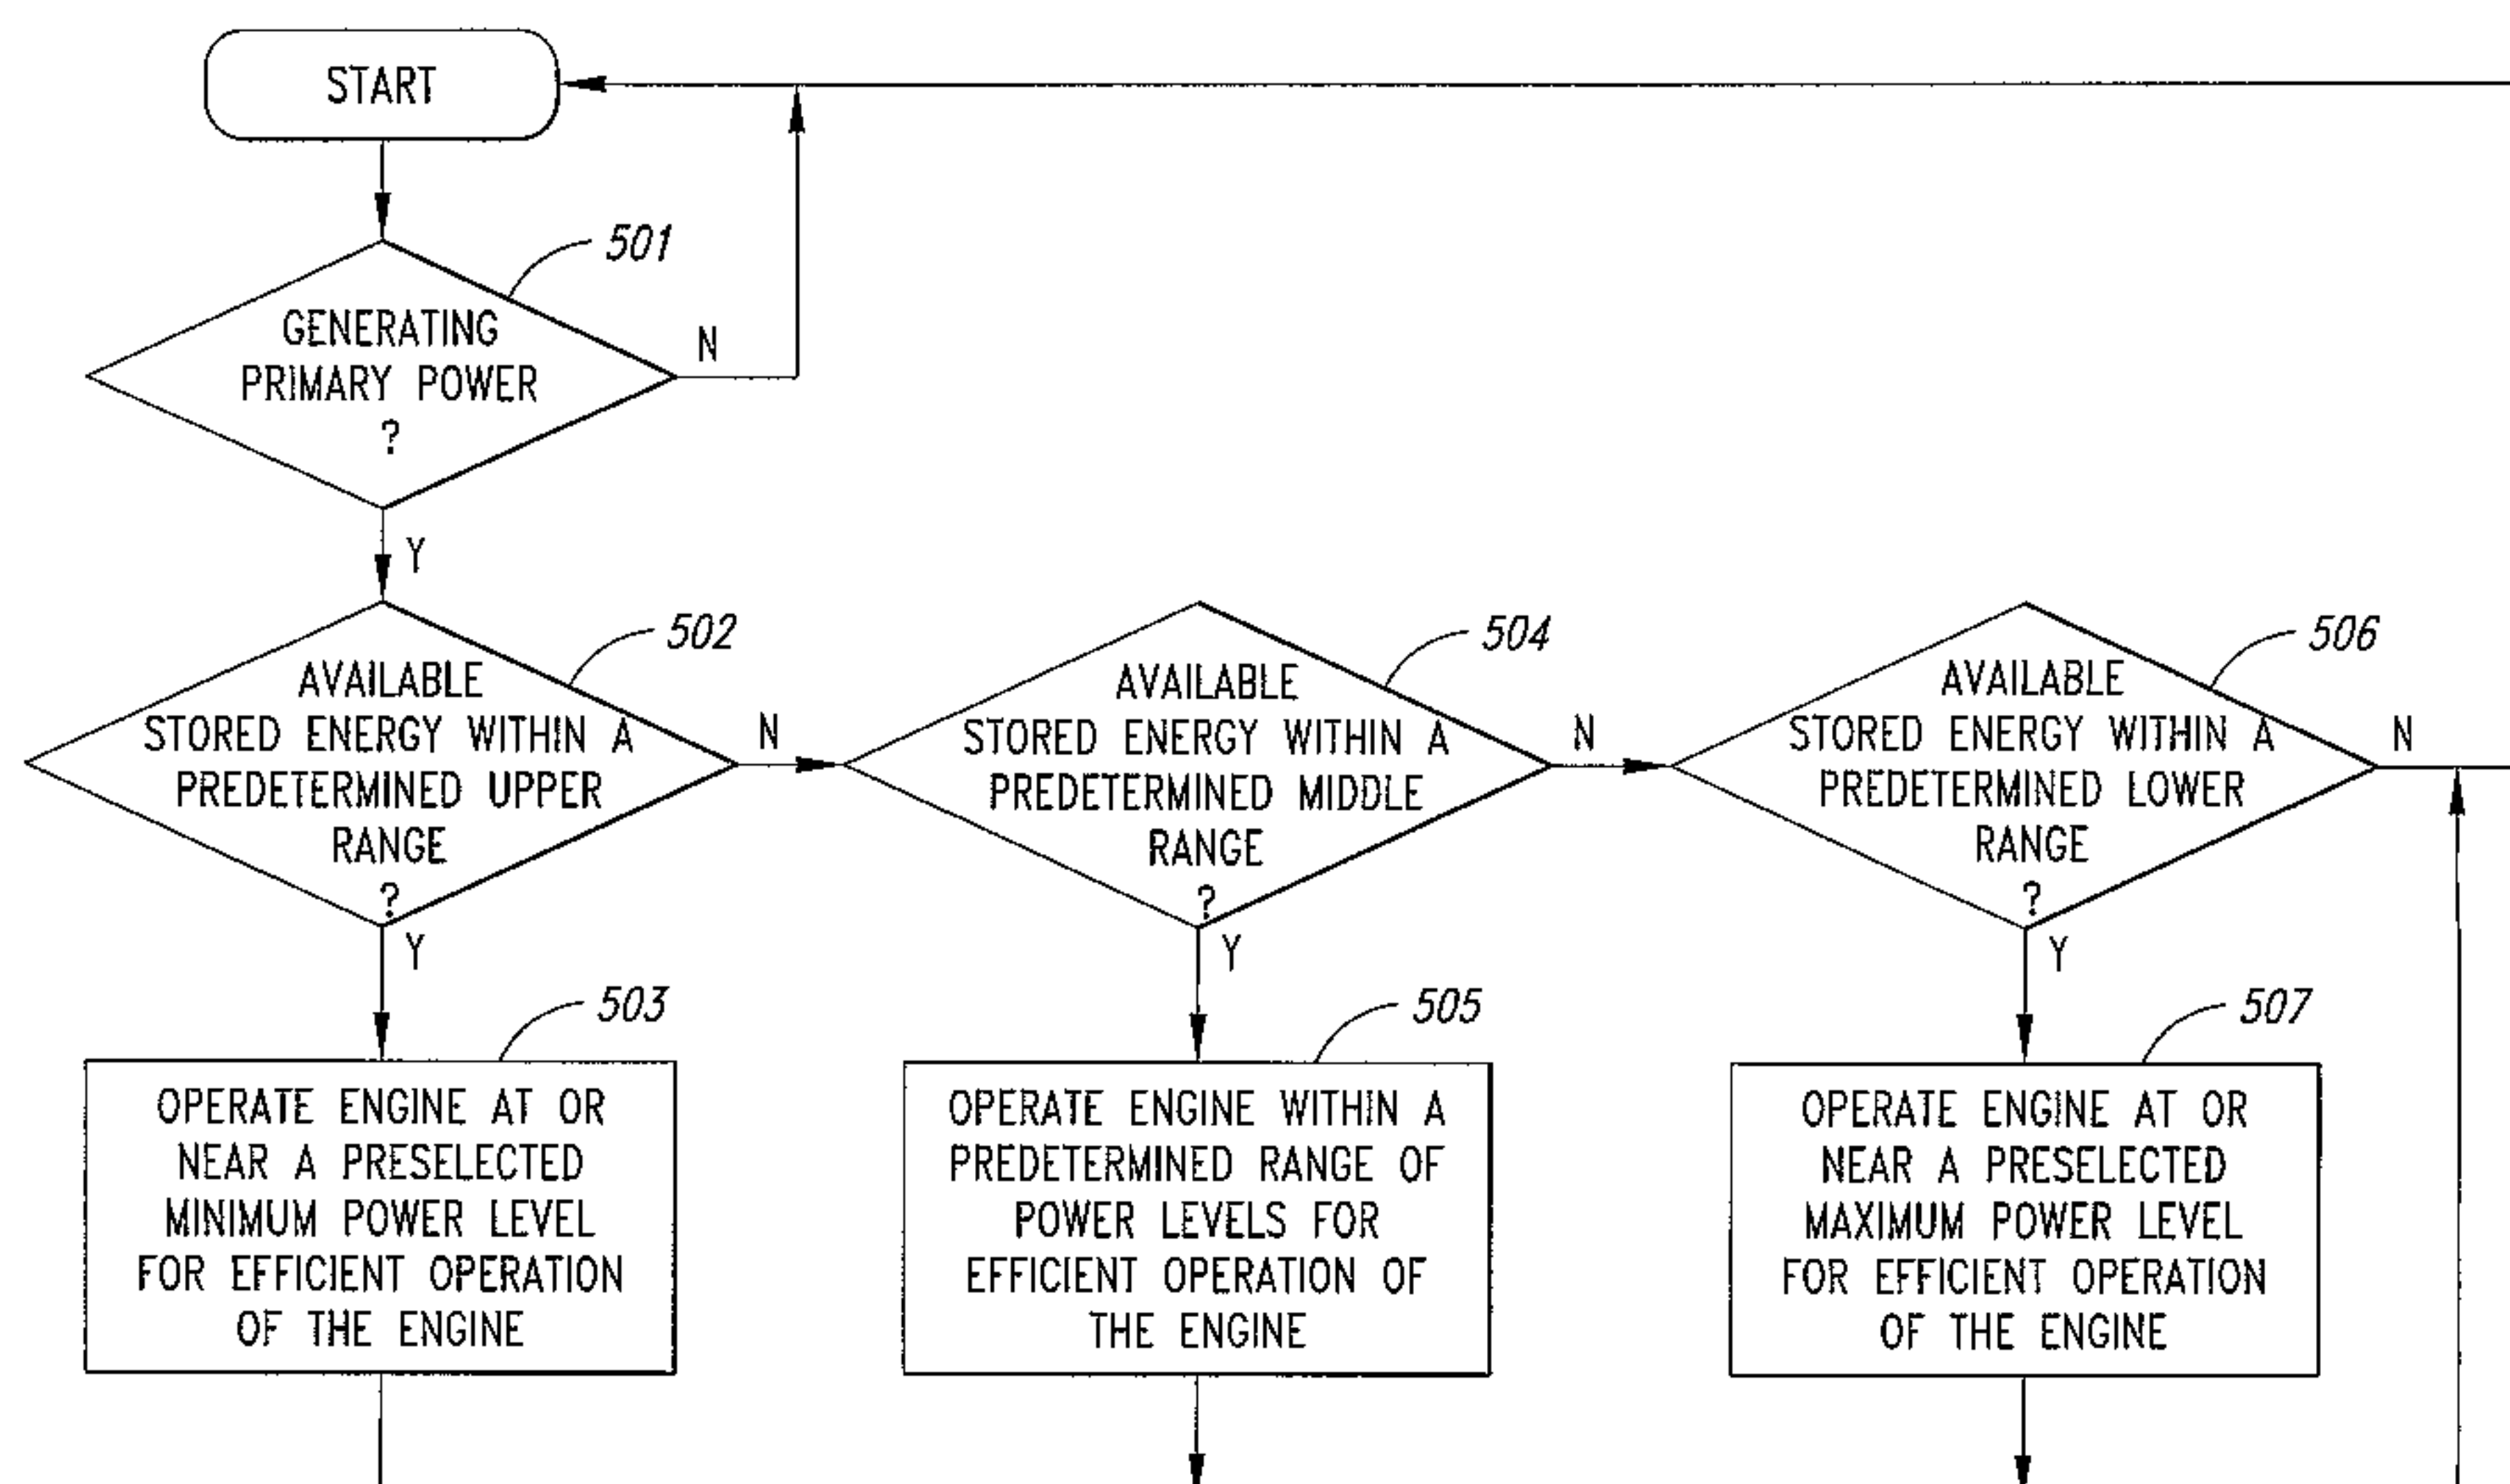 START
501
GENERATING
PRIMARY POWER
?
N
Y
502
AVAILABLE
STORED ENERGY WITHIN A
PREDETERMINED UPPER
RANGE
?
N
Y
504
AVAILABLE
STORED ENERGY WITHIN A
PREDETERMINED MIDDLE
RANGE
?
N
Y
506
AVAILABLE
STORED ENERGY WITHIN A
PREDETERMINED LOWER
RANGE
?
N
Y
503
OPERATE ENGINE AT OR
NEAR A PRESELECTED
MINIMUM POWER LEVEL
FOR EFFICIENT OPERATION
OF THE ENGINE
505
OPERATE ENGINE WITHIN A
PREDETERMINED RANGE OF
POWER LEVELS FOR
EFFICIENT OPERATION OF
THE ENGINE
507
OPERATE ENGINE AT OR
NEAR A PRESELECTED
MAXIMUM POWER LEVEL
FOR EFFICIENT OPERATION
OF THE ENGINE